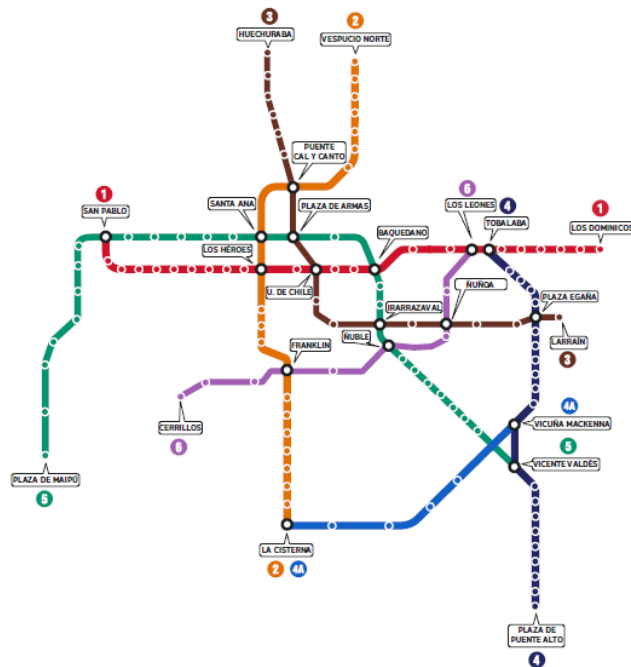 3
HUECHURABA
2
VESPUCIO NORTE
PUENTE
CAL Y CANTO
6
LOS LEONES
4
TOBALABA
1
SAN PABLO
SANTA ANA
PLAZA DE ARMAS
1
LOS DOMINICOS
BAQUEDANO
LOS HÉROES
U. DE CHILE
IRARRAZAVAL
ÑUÑOA
PLAZA EGAÑA
ÑUBLE
LARRAÍN
3
FRANKLIN
CERRILLOS
6
4A
VICUÑA MACKENNA
5
VICENTE VALDÉS
PLAZA DE MAIPÚ
5
LA CISTERNA
2 4A
PLAZA DE
PUENTE ALTO
4